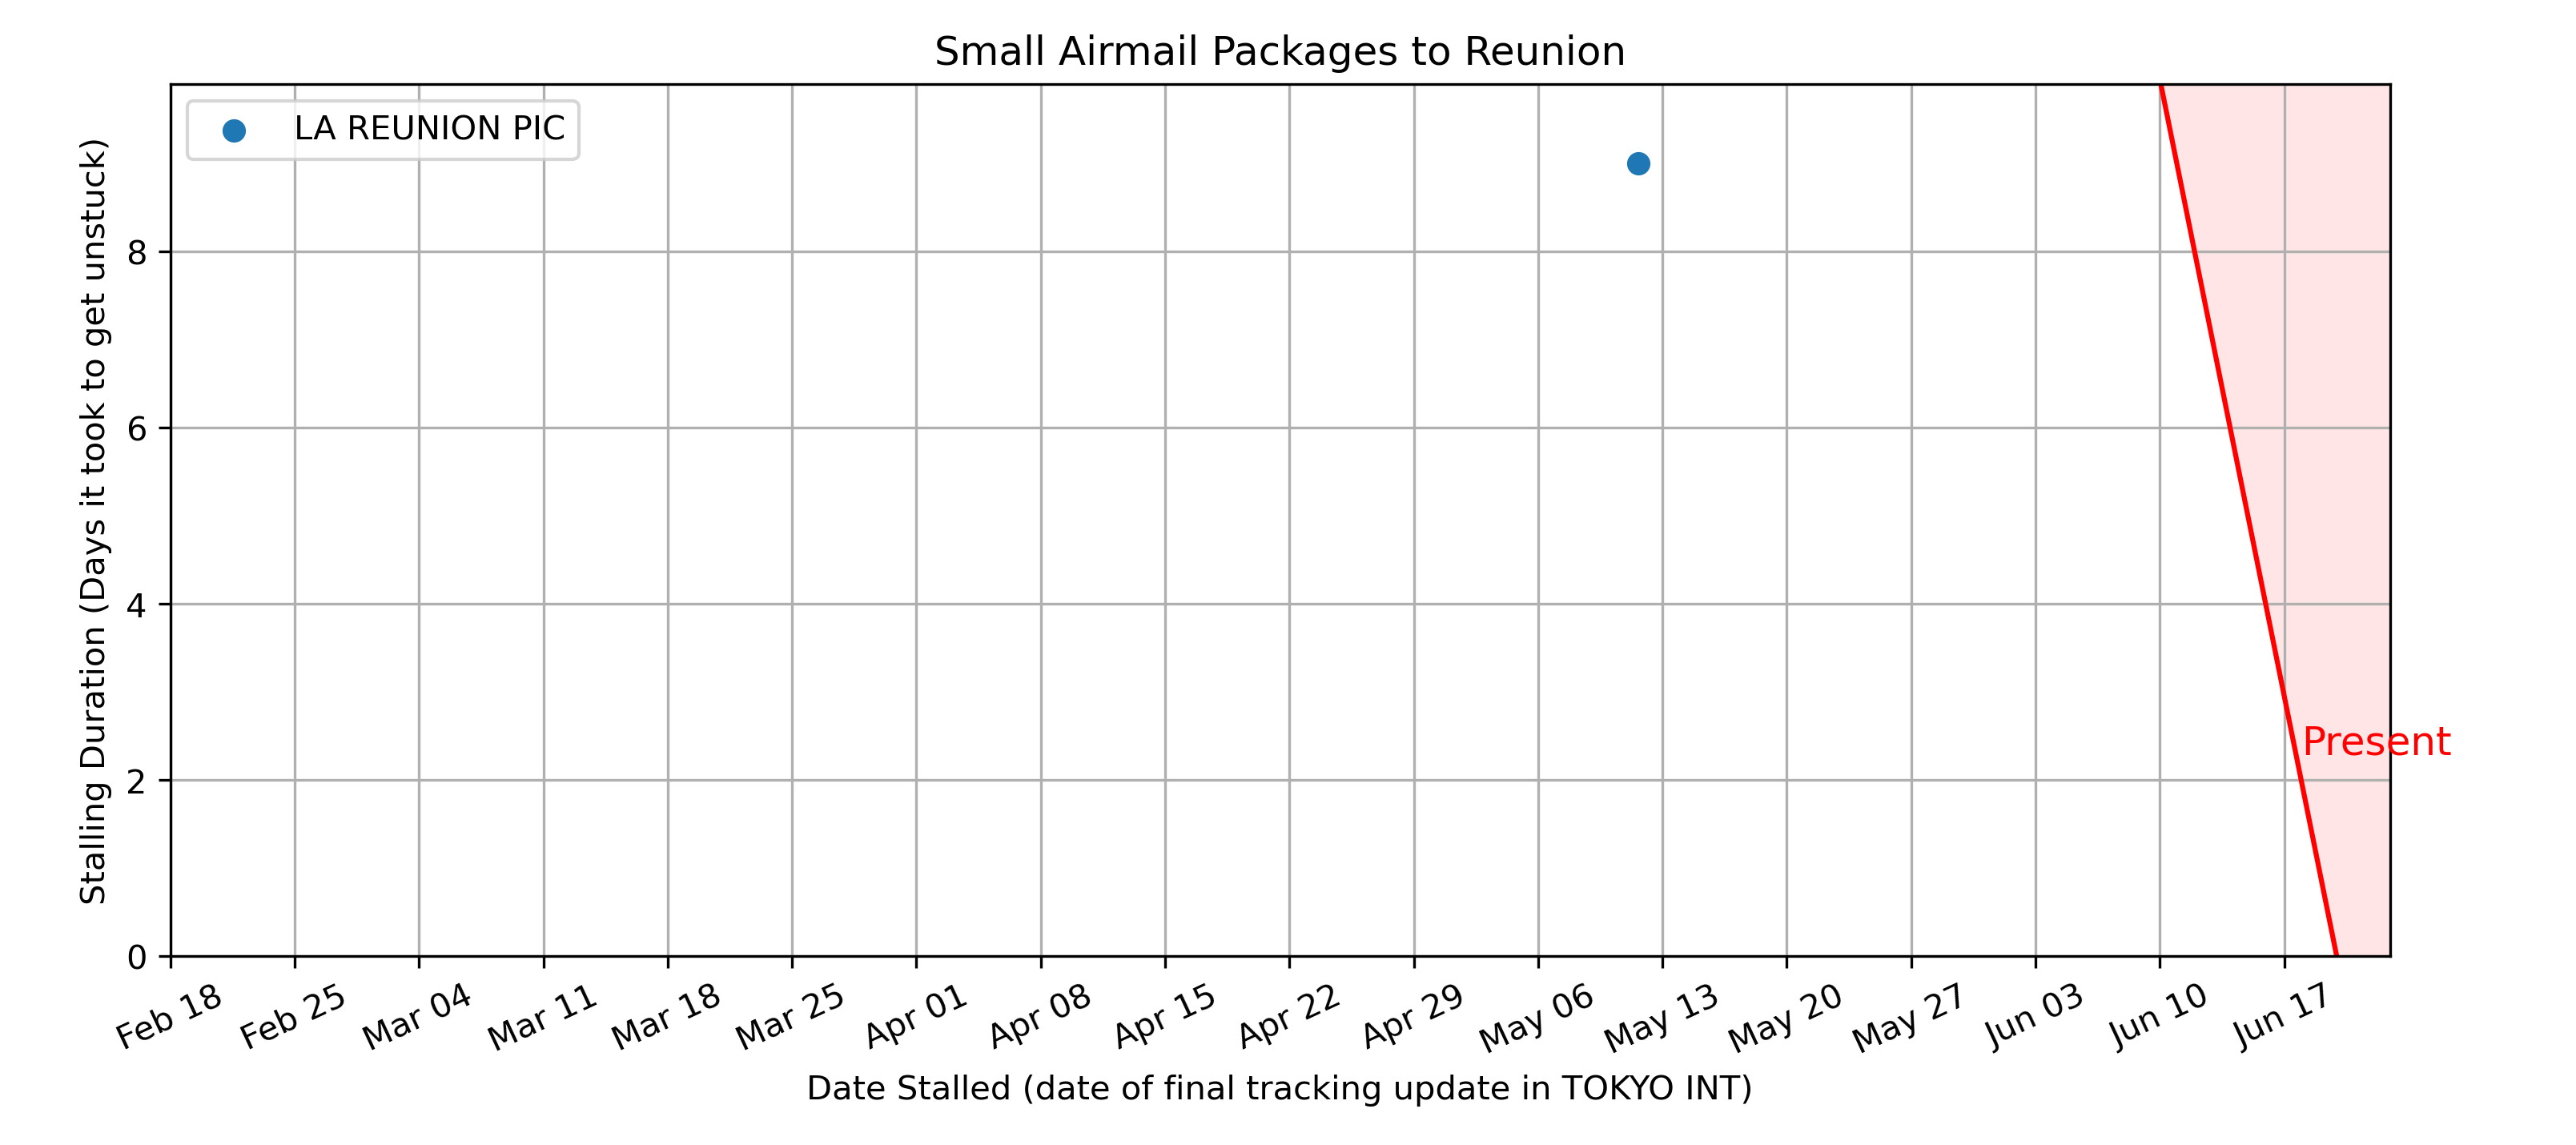 Small Airmail Packages to Reunion
LA REUNION PIC
Stalling Duration (Days it took to get unstuck)
8
6
4
2
0
Present
Feb 18
Feb 25
Mar 04
Mar 11
Mar 18
Mar 25
Apr 01
Apr 08
Apr 15
Apr 22
Apr 29
May 06
May 13
May 20
May 27
Jun 03
Jun 10
Jun 17
Date Stalled (date of final tracking update in TOKYO INT)